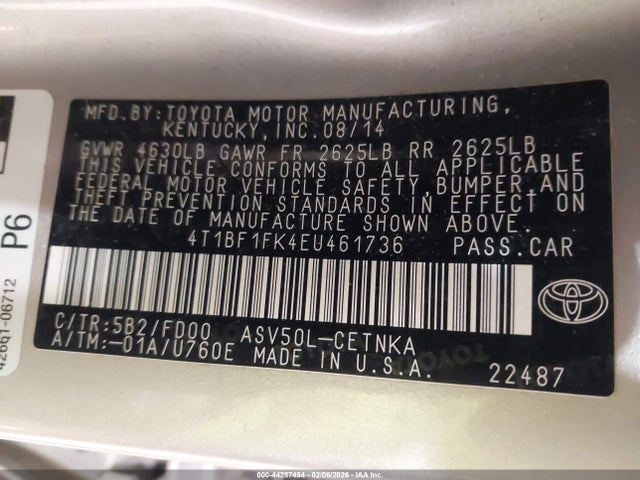 MFD.BY:TOYOTA MOTOR MANUFACTURING,
KENTUCKY,INC.08/14
GVWR 4630LB GAWR FR 2625LB RR 2625LB
THIS VEHICLE CONFORMS TO ALL APPLICABLE
FEDERAL MOTOR VEHICLE SAFETY,BUMPER,AND
THEFT PREVENTION STANDARDS IN EFFECT ON
THE DATE OF MANUFACTURE SHOWN ABOVE.
4T1BF1FK4EU461736 PASS.CAR
C/TR:5B2/FD00 ASV50L-CETNKA
A/TM:-01A/U760E MADE IN U.S.A.
22487
P6
42661-06712
000-44297454 | 02/06/2026 - IAA Inc.